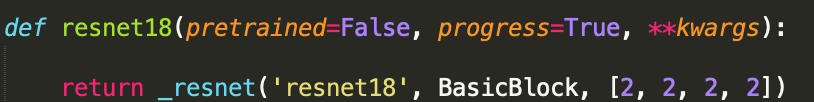 def resnet18(pretrained=False, progress=True, **kwargs):
return _resnet('resnet18', BasicBlock, [2, 2, 2, 2])